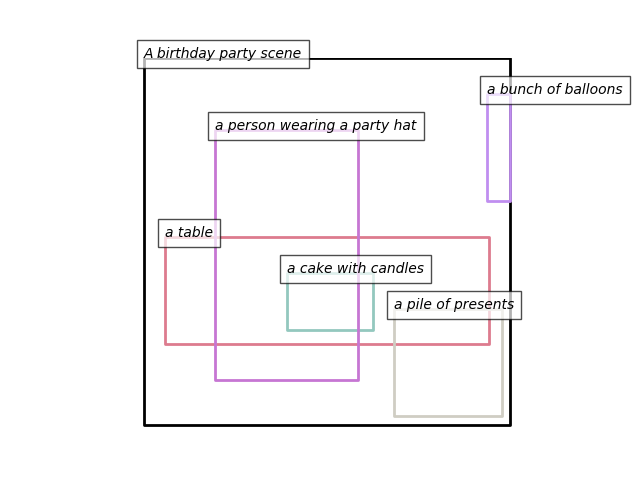 A birthday party scene
a bunch of balloons
a person wearing a party hat
a table
a cake with candles
a pile of presents